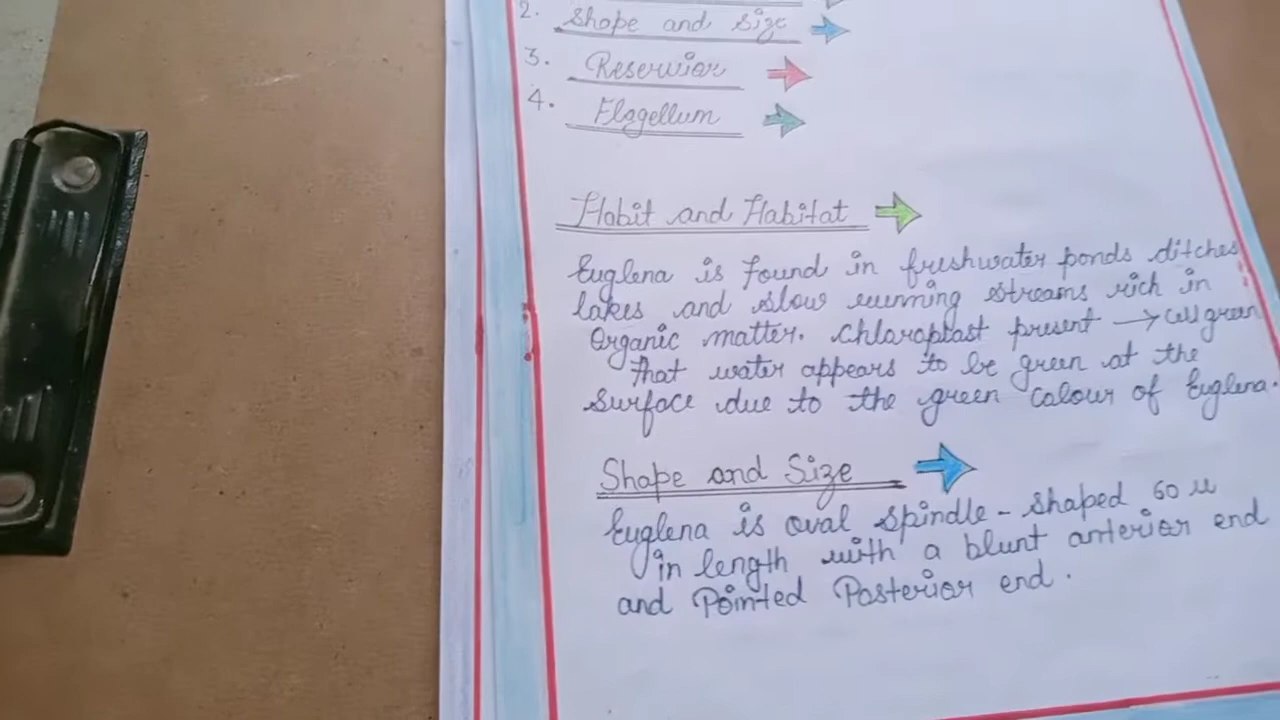 2. Shape and Size
3. Reservior
4. Flagellum
Habit and Habitat
Euglena is found in freshwater ponds ditches
lakes and slow running streams rich in
Organic matter. Chloroplast present → cell green
that water appears to be green at the
Surface due to the green colour of Euglena.
Shape and Size
Euglena is oval Spindle - shaped 60 u
in length with a blunt anterior end
and Pointed Posterior end.